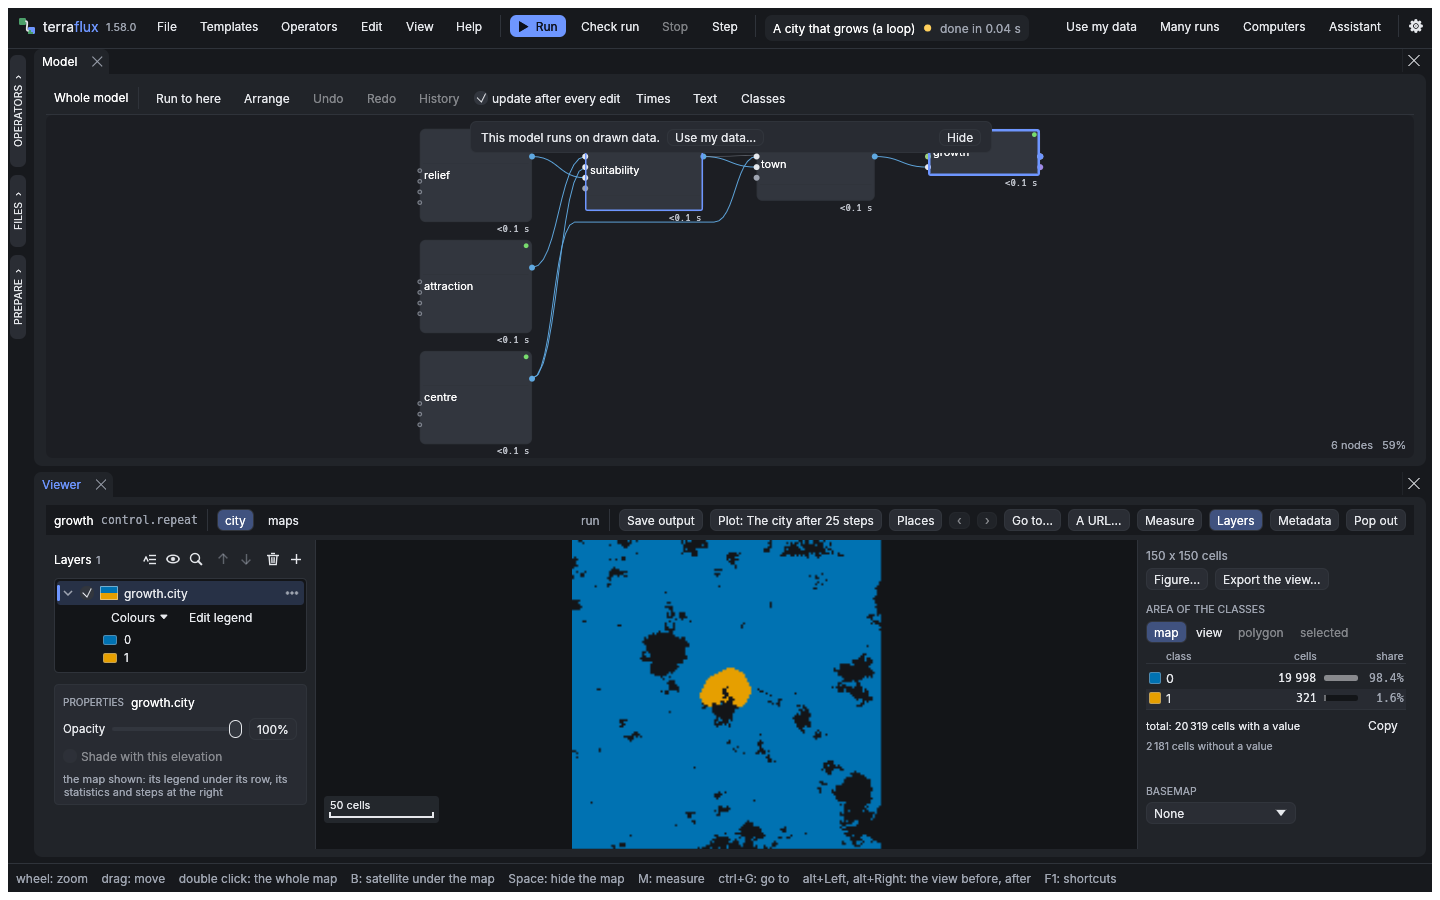 terraflux 1.58.0 File Templates Operators Edit View Help Run Check run Stop Step A city that grows (a loop) done in 0.04 s Use my data Many runs Computers Assistant
Model
OPERATORS
FILES
PREPARE
Whole model Run to here Arrange Undo Redo History update after every edit Times Text Classes
This model runs on drawn data. Use my data... Hide
relief
<0.1 s
suitability
<0.1 s
town
<0.1 s
growth
<0.1 s
attraction
<0.1 s
centre
<0.1 s
6 nodes 59%
Viewer
growth control.repeat city maps run Save output Plot: The city after 25 steps Places ‹ › Go to... A URL... Measure Layers Metadata Pop out
Layers 1
growth.city
Colours Edit legend
0
1
PROPERTIES growth.city
Opacity 100%
Shade with this elevation
the map shown: its legend under its row, its
statistics and steps at the right
50 cells
150 x 150 cells
Figure... Export the view...
AREA OF THE CLASSES
map view polygon selected
class cells share
0 19 998 98.4%
1 321 1.6%
total: 20 319 cells with a value Copy
2 181 cells without a value
BASEMAP
None
wheel: zoom drag: move double click: the whole map B: satellite under the map Space: hide the map M: measure ctrl+G: go to alt+Left, alt+Right: the view before, after F1: shortcuts